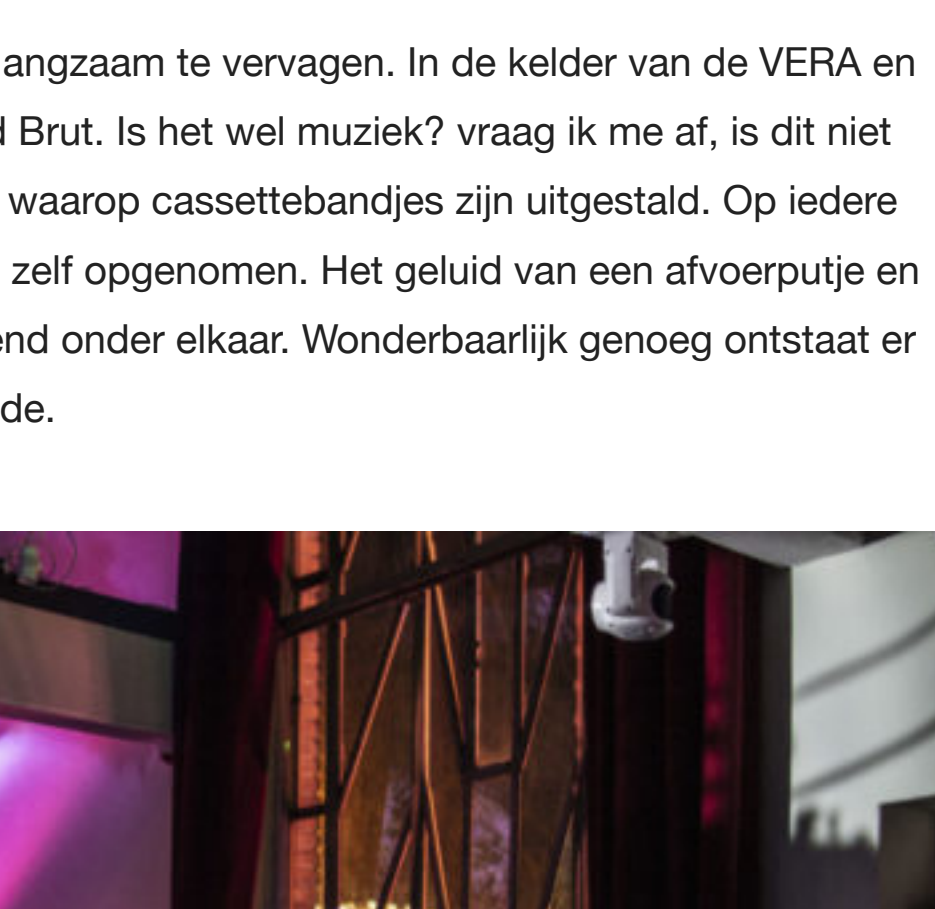 angzaam te vervagen. In de kelder van de VERA en
Brut. Is het wel muziek? vraag ik me af, is dit niet
waarop cassettebandjes zijn uitgestald. Op iedere
zelf opgenomen. Het geluid van een afvoerputje en
end onder elkaar. Wonderbaarlijk genoeg ontstaat er
de.